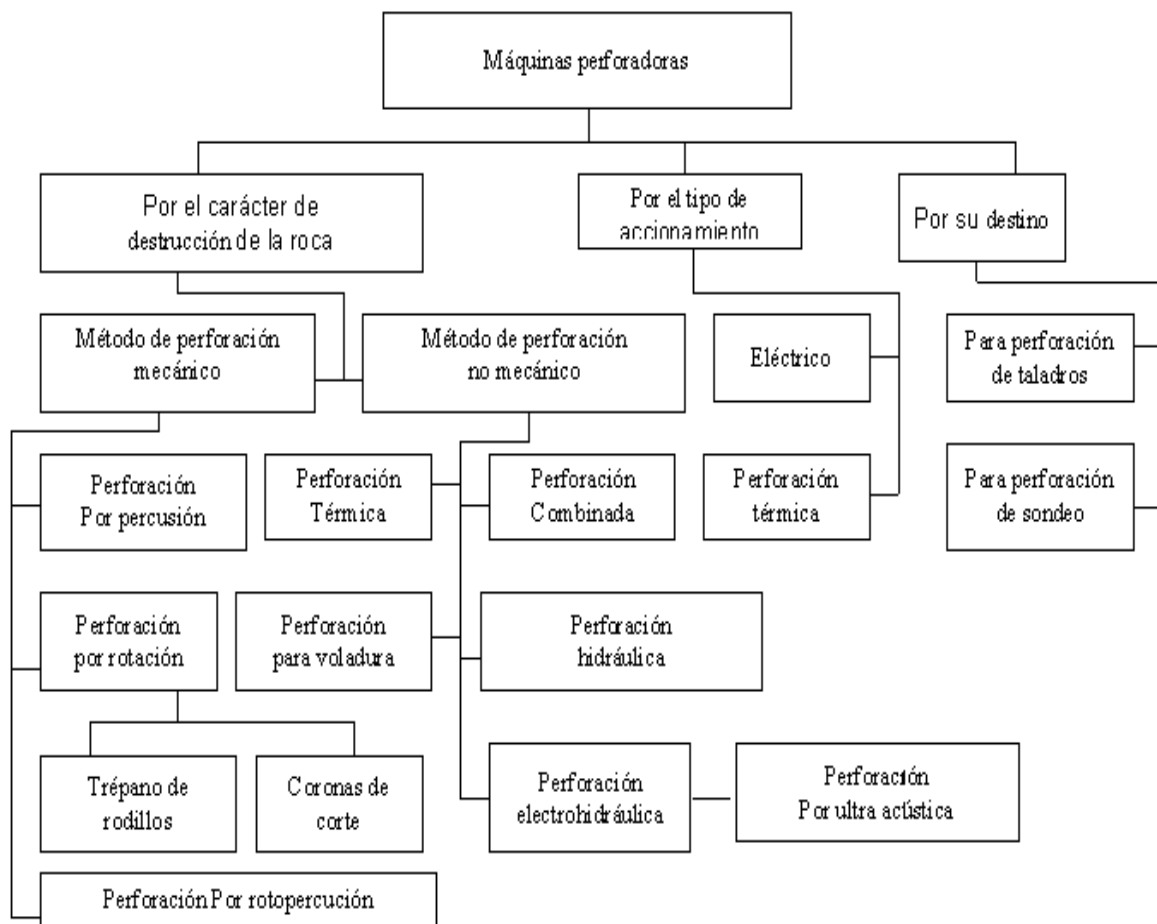 Máquinas perforadoras
Por el carácter de
destrucción de la roca
Por el tipo de
accionamiento
Por su destino
Método de perforación
mecánico
Método de perforación
no mecánico
Eléctrico
Para perforación
de taladros
Perforación
Por percusión
Perforación
Térmica
Perforación
Combinada
Perforación
térmica
Para perforación
de sondeo
Perforación
por rotación
Perforación
para voladura
Perforación
hidráulica
Trépano de
rodillos
Coronas de
corte
Perforación
electrohidráulica
Perforación
Por ultra actústica
Perforación Por rotopercución